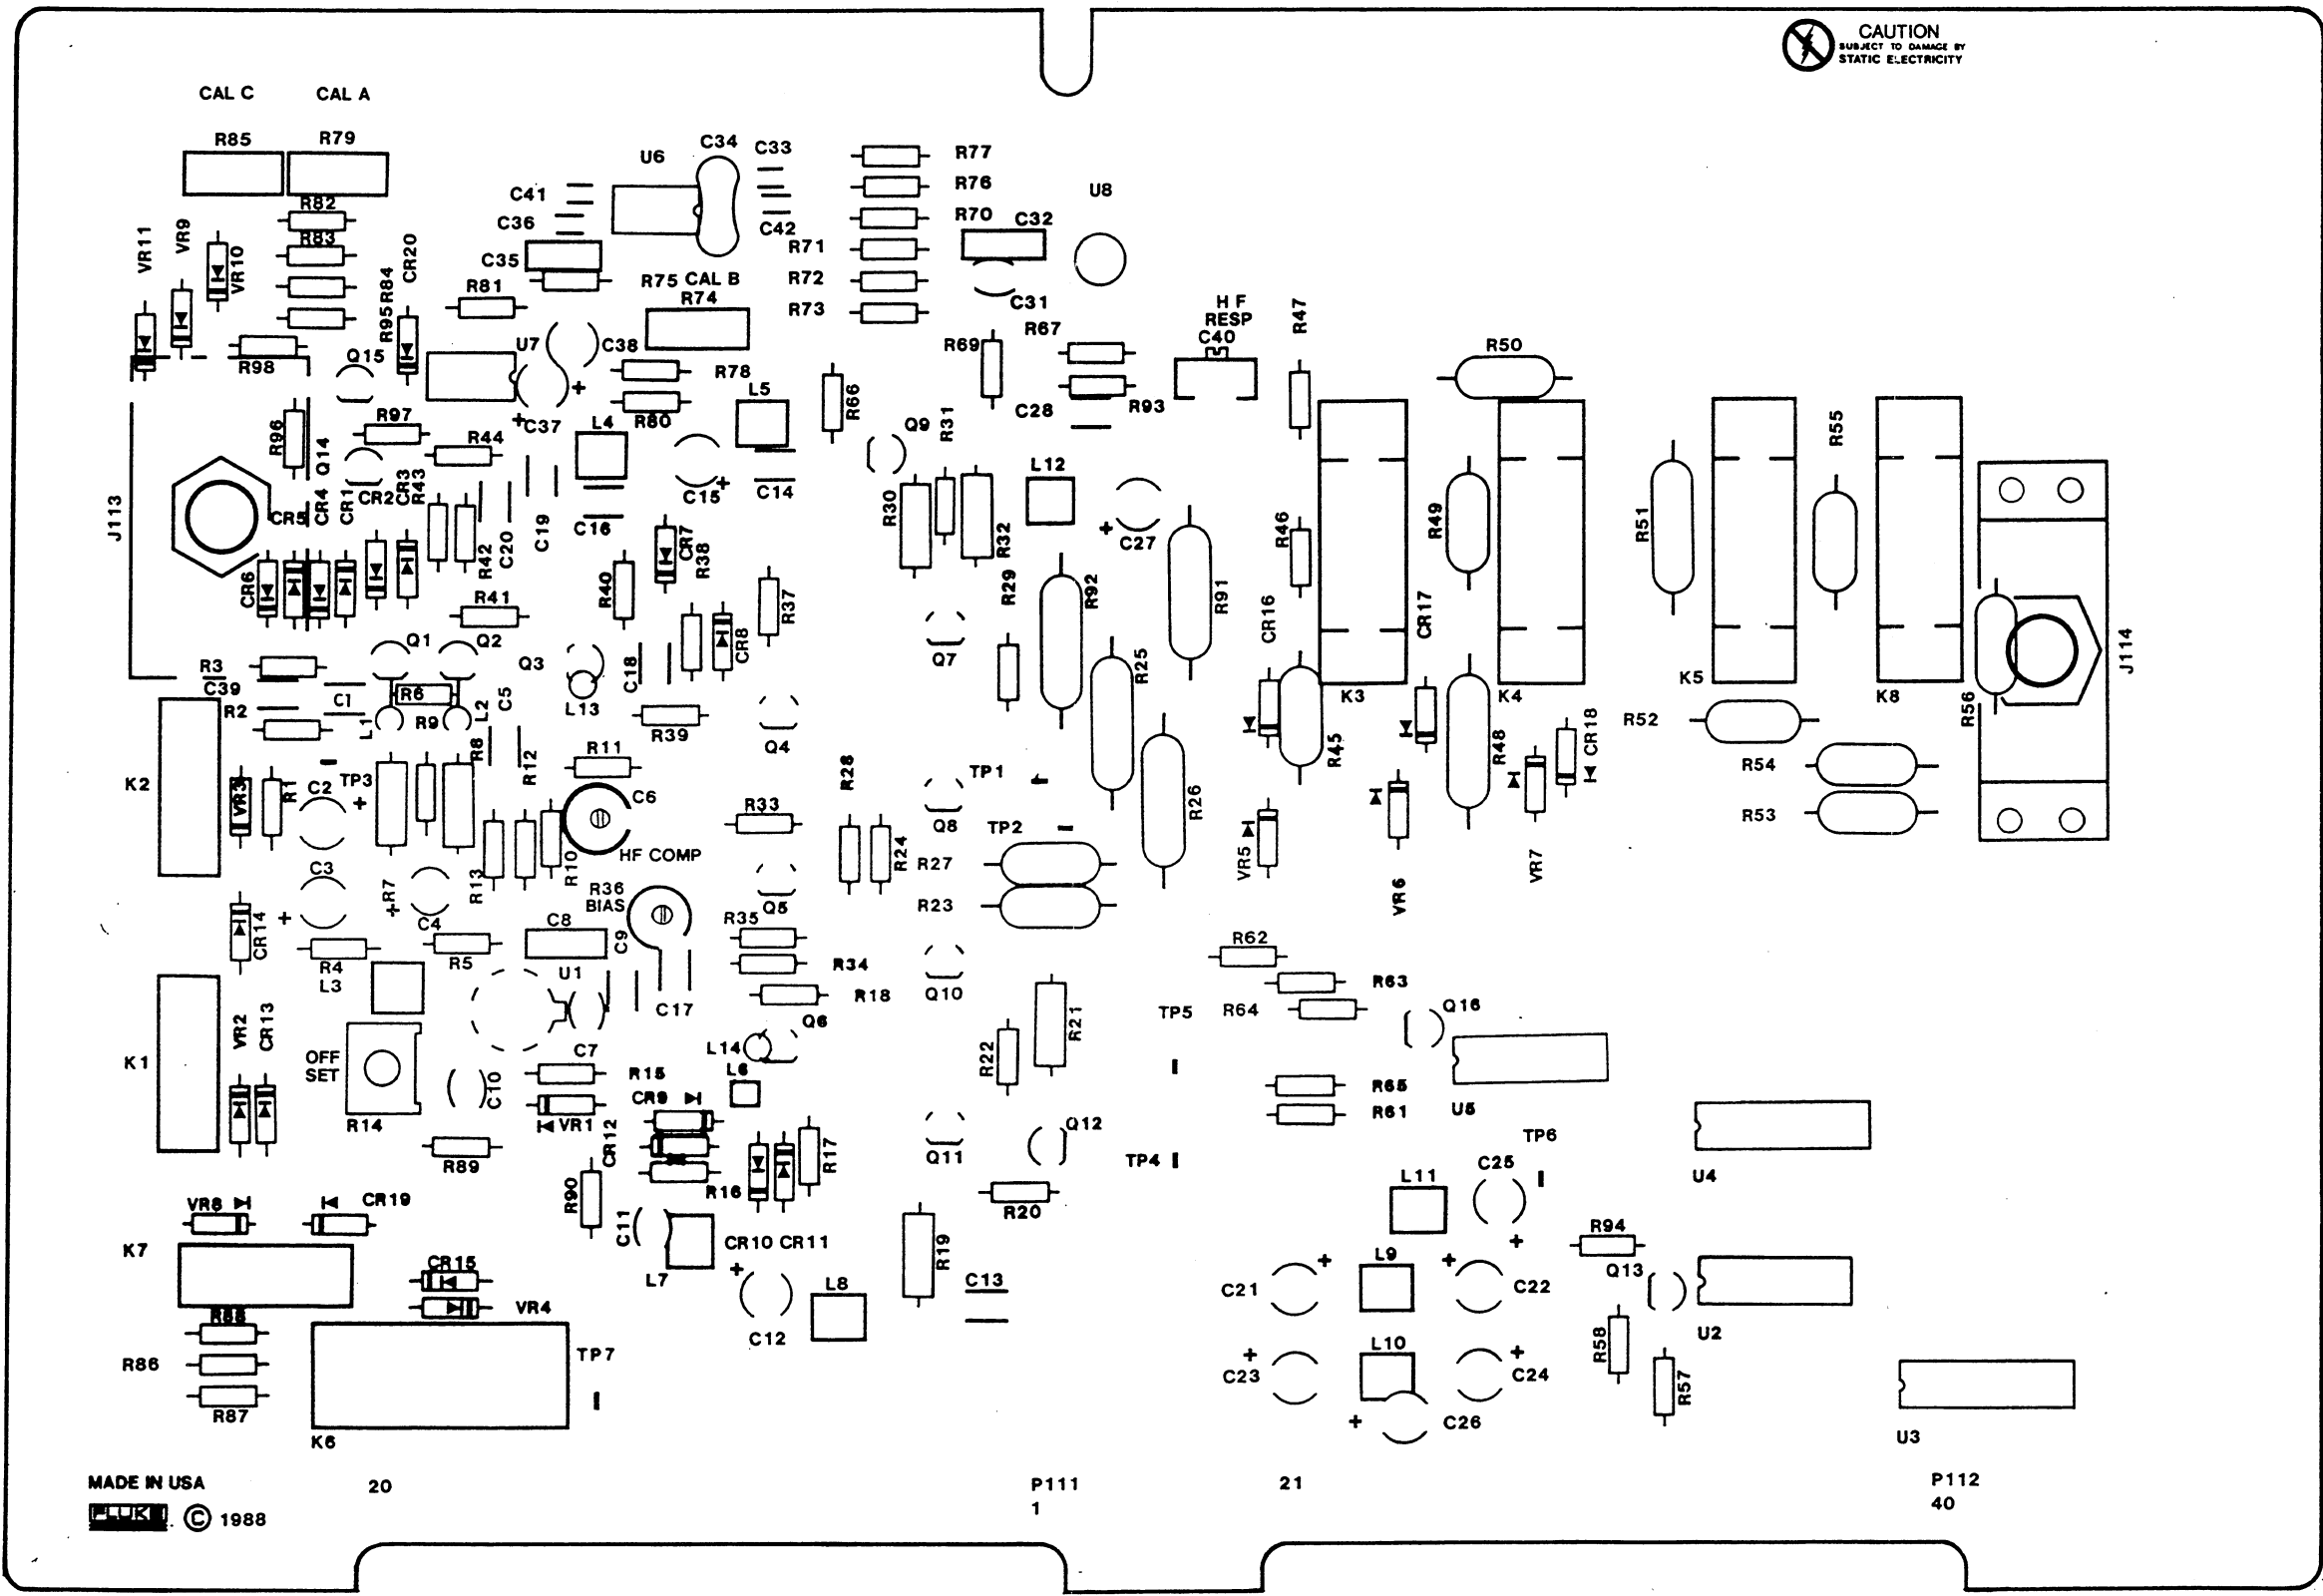 CAUTION
SUBJECT TO DAMAGE BY
STATIC ELECTRICITY
CAL C
CAL A
R85
R79
R82
R83
VR11
VR9
VR10
R95
R84
CR20
R98
Q15
C41
C36
C35
R81
U6
C34
C33
C42
R75 CAL B
R74
U7
C38
R78
R80
C37
R77
R76
R70
R71
R72
R73
C32
C31
U8
R69
R67
R93
C28
H F
RESP
C40
R47
R50
R97
R96
Q14
R44
L4
L5
R66
Q9
R31
C15
C14
C16
L12
C27
R30
R32
J113
CR5
CR4
CR1
CR2
CR3
R43
R42
C20
C19
CR6
CR7
R38
R40
R41
R37
CR8
R29
R92
R91
R46
R49
R51
R55
CR16
CR17
K3
K4
K5
K8
J114
R56
Q1
Q2
Q3
C18
L13
R39
Q4
Q7
R25
R3
C39
R2
C1
R6
R9
L1
L2
C5
R8
R12
R11
C6
HF COMP
K2
VR3
R1
C2
TP3
R10
R13
R7
C3
C4
R33
R28
R24
Q8
TP1
TP2
R27
R23
R26
R45
R48
CR18
R52
R54
R53
VR5
VR6
VR7
CR14
R4
L3
R5
C8
C9
U1
R36
BIAS
Q5
R35
R34
R18
C17
Q6
L14
Q10
R21
R22
TP5
TP4
R62
R63
R64
Q16
R65
R61
U5
K1
VR2
CR13
OFF
SET
R14
C10
C7
R15
VR1
CR9
L6
CR12
R16
R17
R89
R90
C11
L7
CR10
CR11
C12
L8
Q11
Q12
R20
R19
C13
TP6
U4
L11
C25
R94
Q13
U2
L9
C21
C22
L10
C23
C24
C26
R58
R57
U3
VR8
CR19
K7
CR15
VR4
R88
R86
R87
K6
TP7
MADE IN USA
FLUKE © 1988
20
P111
1
21
P112
40